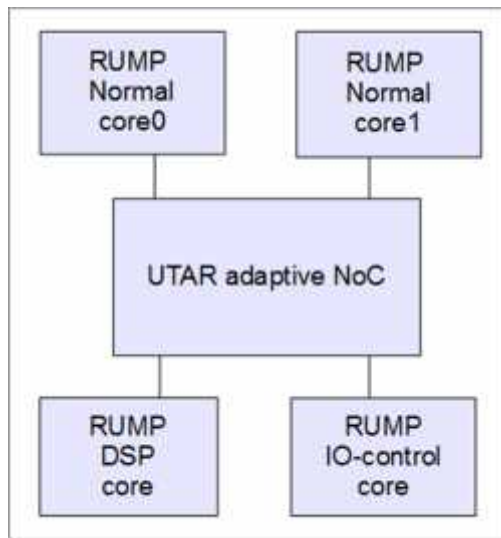 RUMP
Normal
core0
RUMP
Normal
core1
UTAR adaptive NoC
RUMP
DSP
core
RUMP
IO-control
core